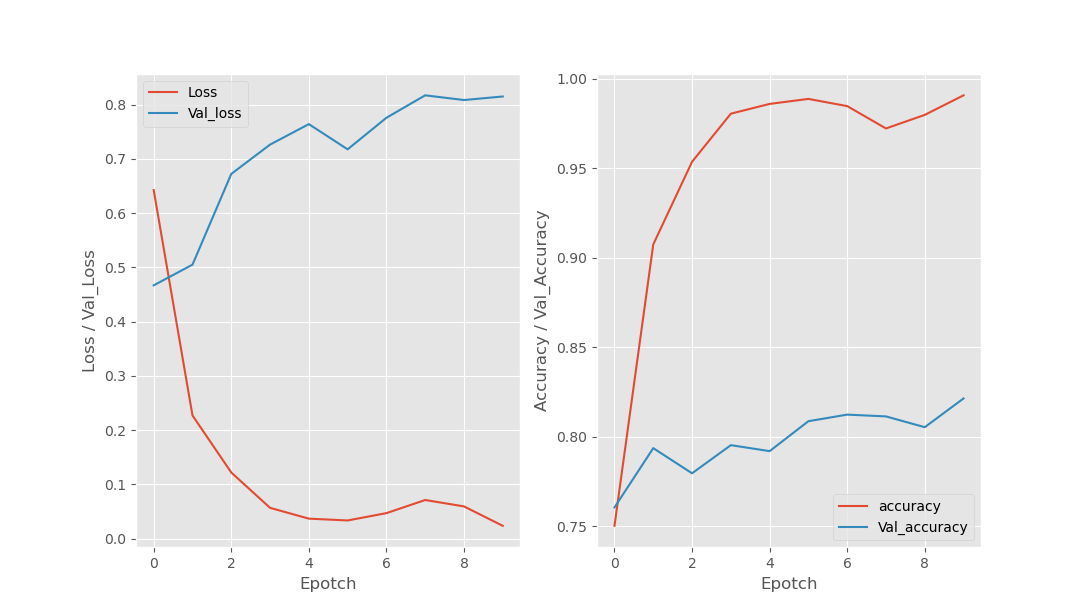 Loss / Val_Loss
0.8
0.7
0.6
0.5
0.4
0.3
0.2
0.1
0.0
Loss
Val_loss
0 2 4 6 8
Epotch
Accuracy / Val_Accuracy
1.00
0.95
0.90
0.85
0.80
0.75
accuracy
Val_accuracy
0 2 4 6 8
Epotch